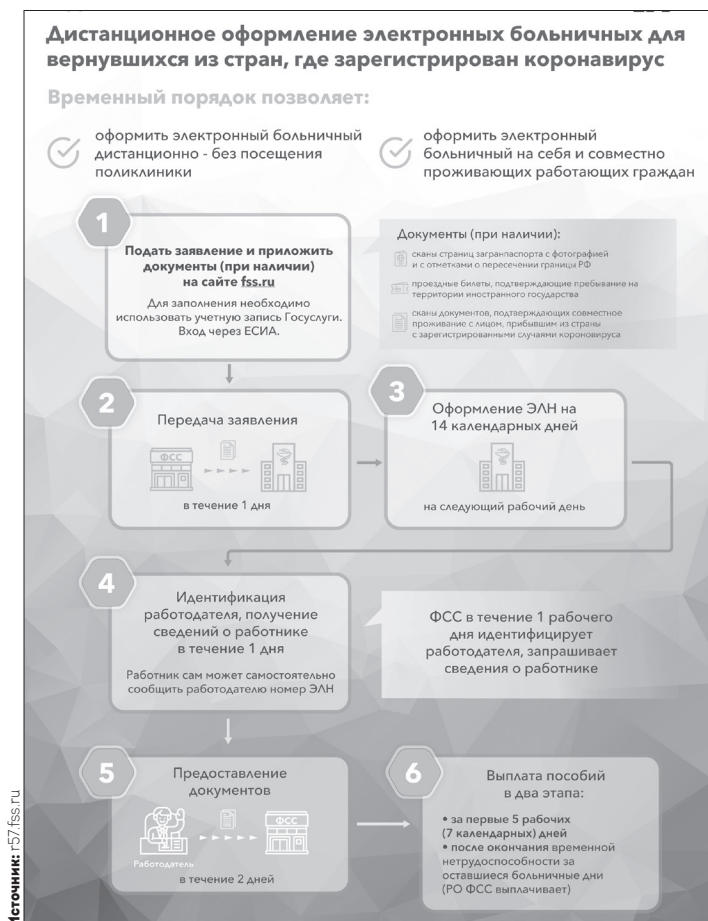 Дистанционное оформление электронных больничных для
вернувшихся из стран, где зарегистрирован коронавирус
Временный порядок позволяет:
оформить электронный больничный
дистанционно - без посещения
поликлиники
оформить электронный
больничный на себя и совместно
проживающих работающих граждан
1
Подать заявление и приложить
документы (при наличии)
на сайте fss.ru
Для заполнения необходимо
использовать учетную запись Госуслуги.
Вход через ЕСИА.
Документы (при наличии):
сканы страниц загранпаспорта с фотографией
и с отметками о пересечении границы РФ
проездные билеты, подтверждающие пребывание на
территории иностранного государства
сканы документов, подтверждающих совместное
проживание с лицом, прибывшим из страны
с зарегистрированными случаями короновируса
2
Передача заявления
ФСС
в течение 1 дня
3
Оформление ЭЛН на
14 календарных дней
на следующий рабочий день
4
Идентификация
работодателя, получение
сведений о работнике
в течение 1 дня
Работник сам может самостоятельно
сообщить работодателю номер ЭЛН
ФСС в течение 1 рабочего
дня идентифицирует
работодателя, запрашивает
сведения о работнике
5
Предоставление
документов
ФСС
Работодатель
в течение 2 дней
6
Выплата пособий
в два этапа:
• за первые 5 рабочих
(7 календарных) дней
• после окончания временной
нетрудоспособности за
оставшиеся больничные дни
(РО ФСС выплачивает)
Источник: r57.fss.ru